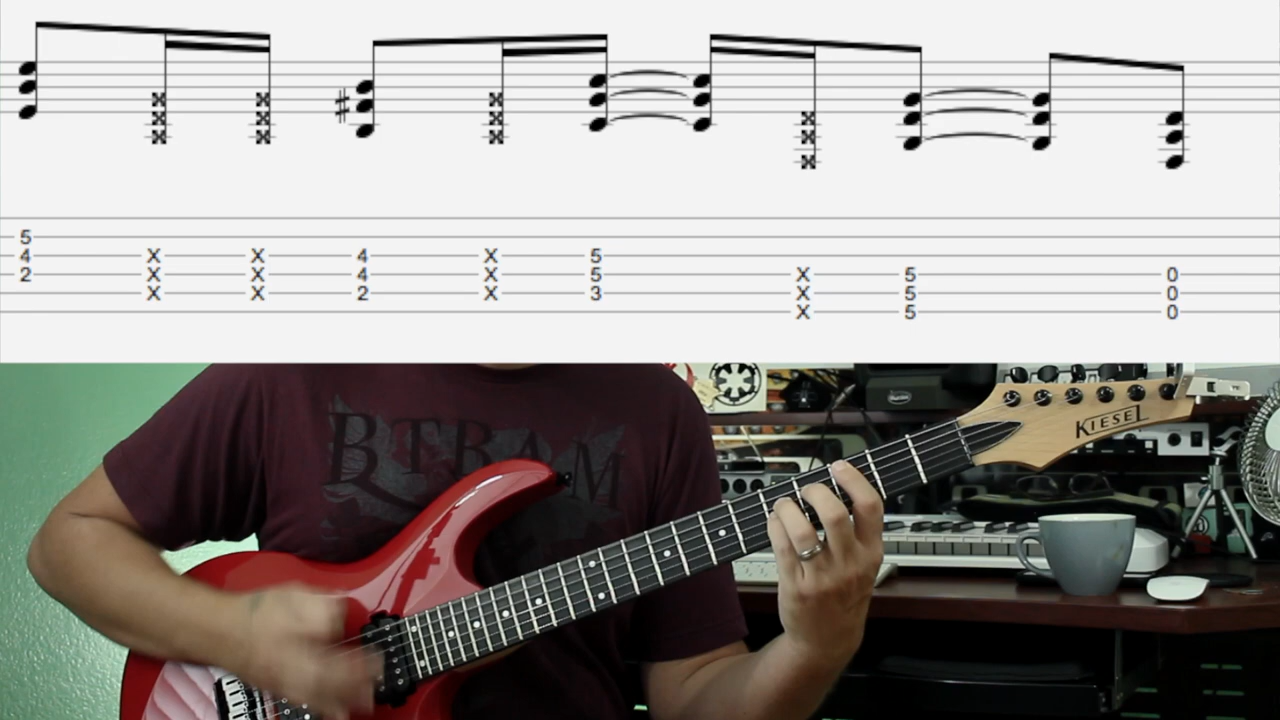 5
4 X X 4 X 5
2 X X 4 X 5 X 5 0
X X 2 X 3 X 5 0
X 5 0
BTBAM
KIESEL